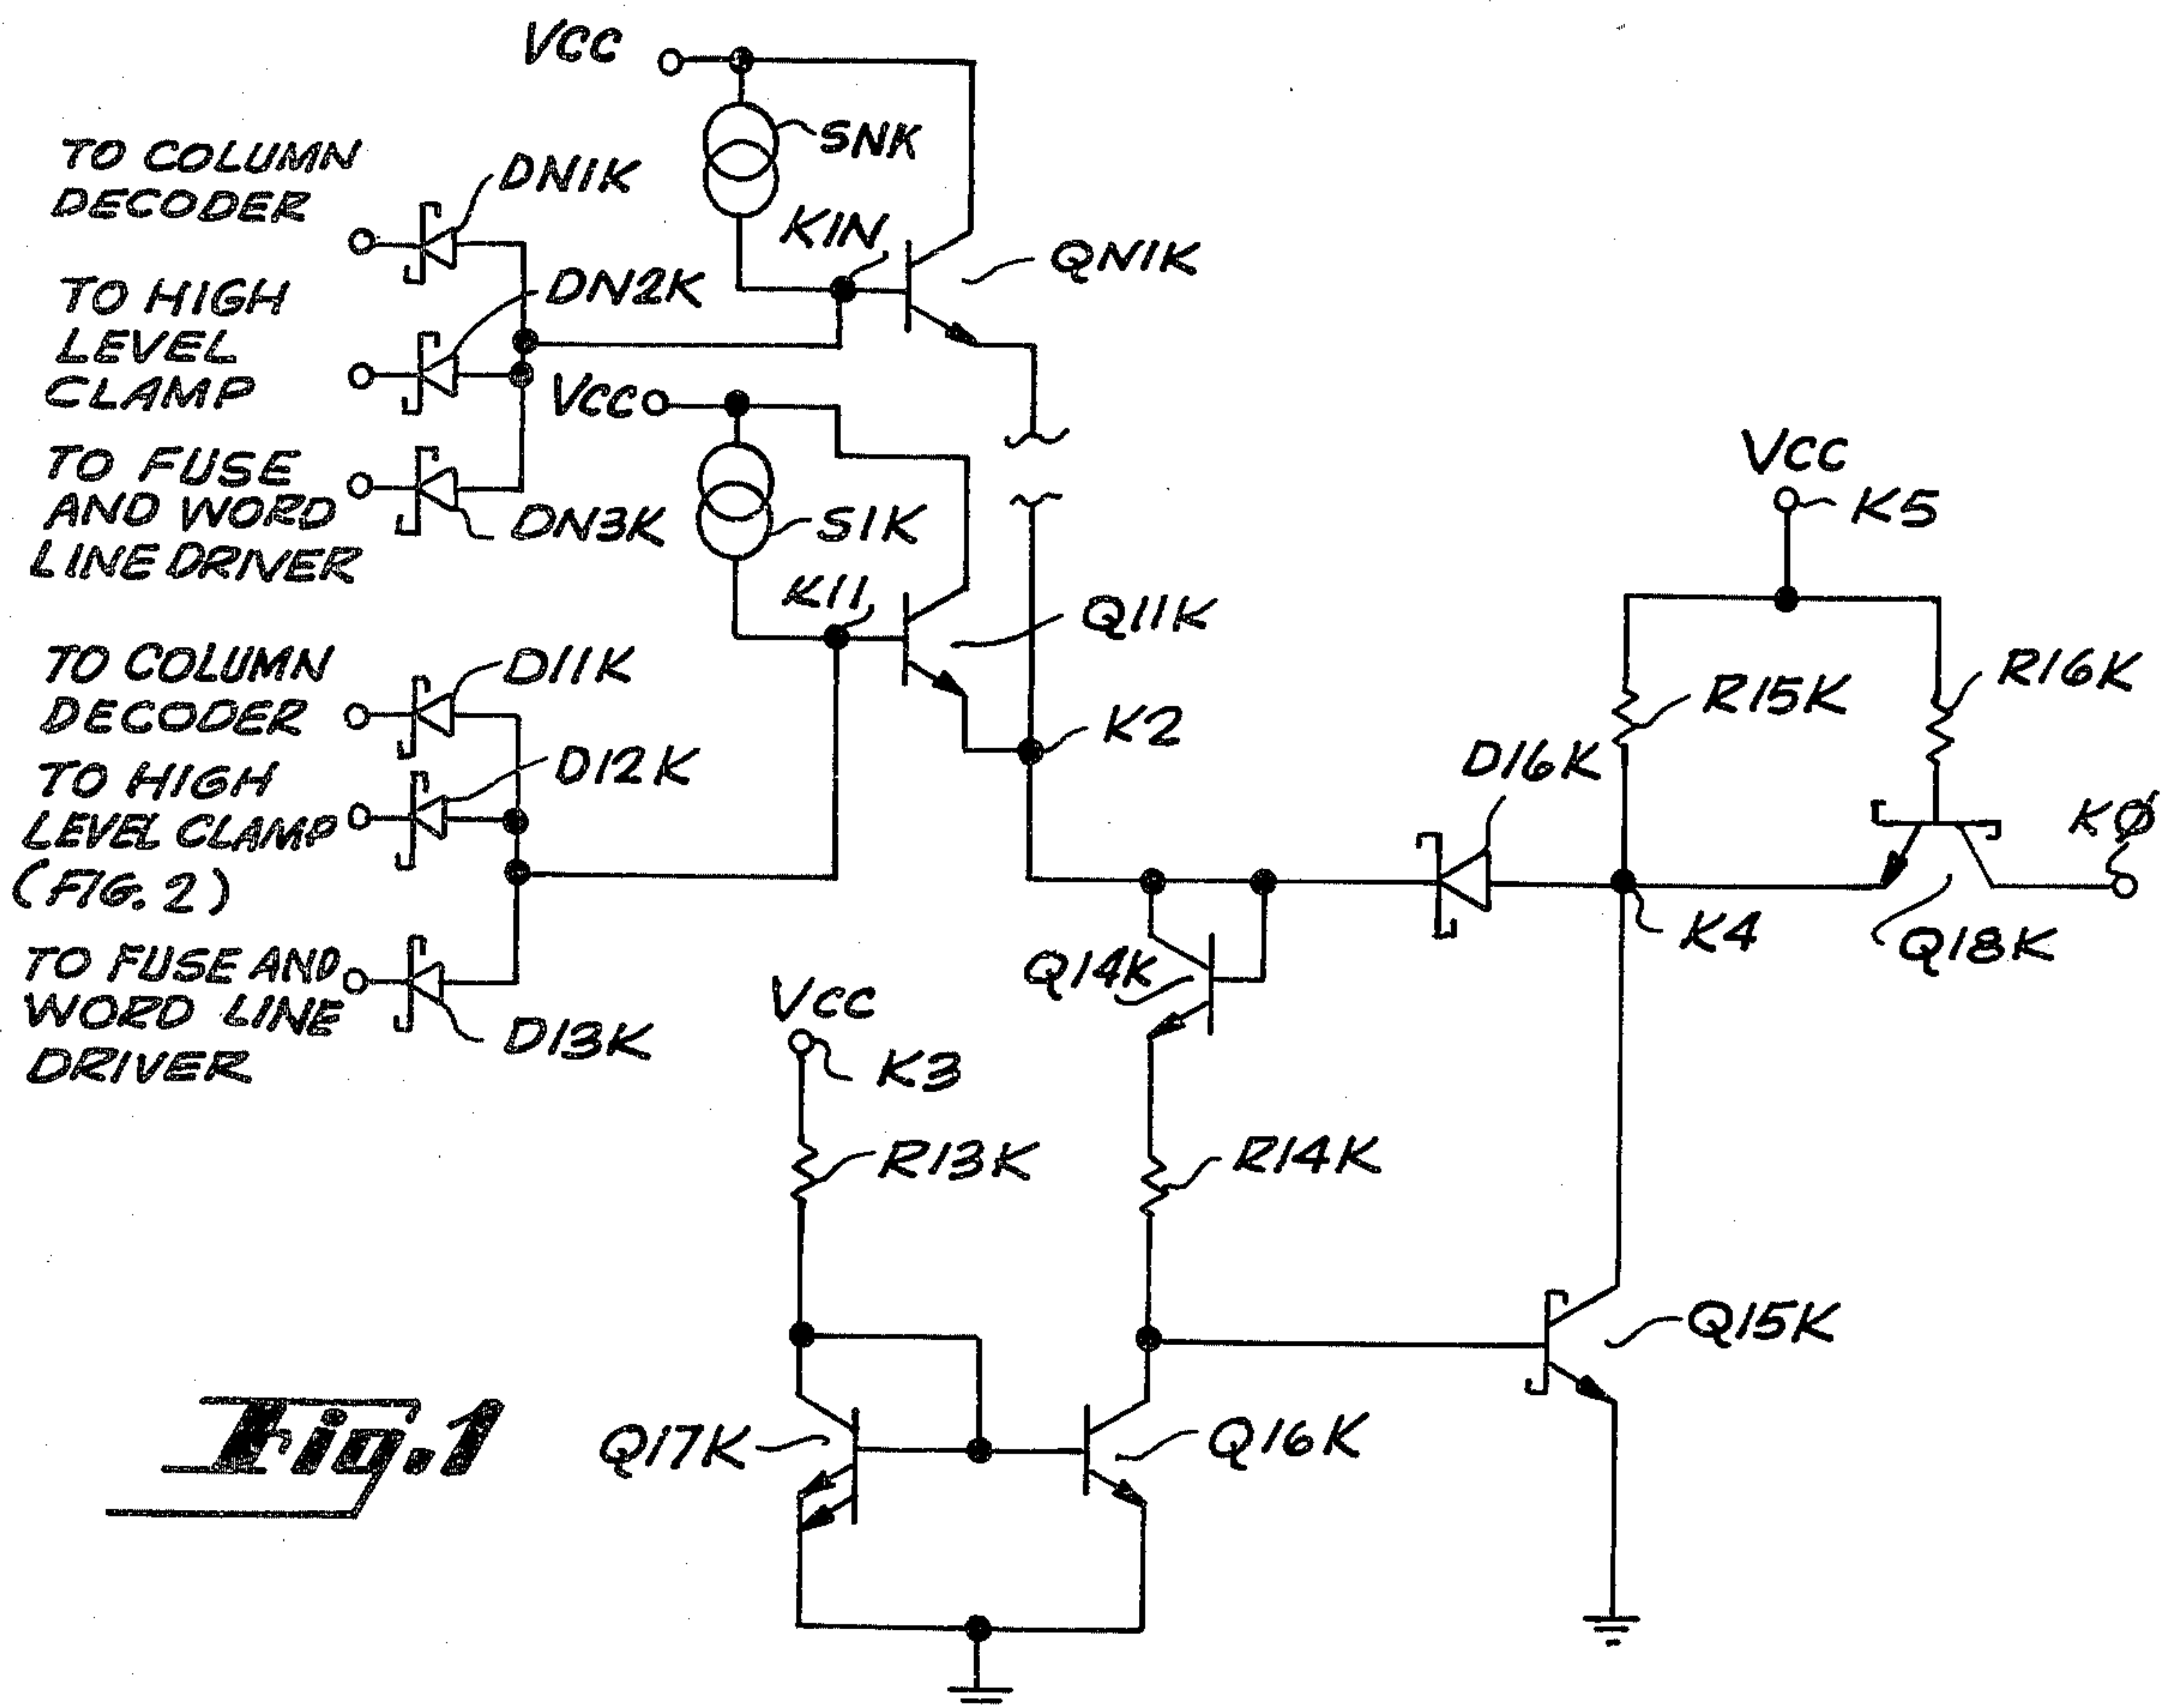 VCC
SNK
TO COLUMN
DECODER
DN1K
K1N
QN1K
TO HIGH
LEVEL
CLAMP
DN2K
VCC
TO FUSE
AND WORD
LINE DRIVER
DN3K
S1K
VCC
K5
K11
Q11K
TO COLUMN
DECODER
D11K
R15K
R16K
K2
TO HIGH
LEVEL CLAMP
(FIG. 2)
D12K
D16K
KØ
Q14K
K4
Q18K
TO FUSE AND
WORD LINE
DRIVER
D13K
VCC
K3
R13K
R14K
Q15K
Q17K
Q16K
Fig. 1